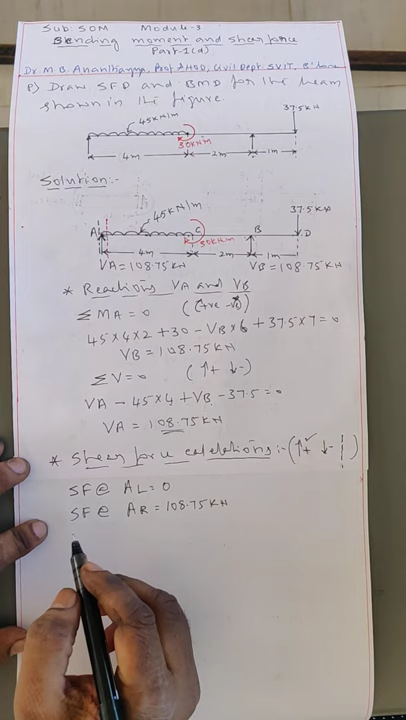 Sub: SOM Module-3
Bending moment and shear force
Part-1(d)
Dr. M. B. Ananthayya, Prof & HOD, Civil Dept. SVIT, B'lore
P) Draw SFD and BMD for the beam
shown in the figure.
45kN/m
37.5kN
30kNm
4m 2m 1m
Solution:-
45kN/m
37.5kN
A C B D
30kNm
4m 2m 1m
VA=108.75kN VB=108.75kN
* Reactions VA and VB
ΣMA=0 (+ve -ve)
45×4×2+30-VB×6+37.5×7=0
VB=108.75kN
ΣV=0 (↑+ ↓-)
VA-45×4+VB-37.5=0
VA=108.75kN
* Shear force calculations:-(↑+ ↓-)
SF@ AL=0
SF@ AR=108.75kN